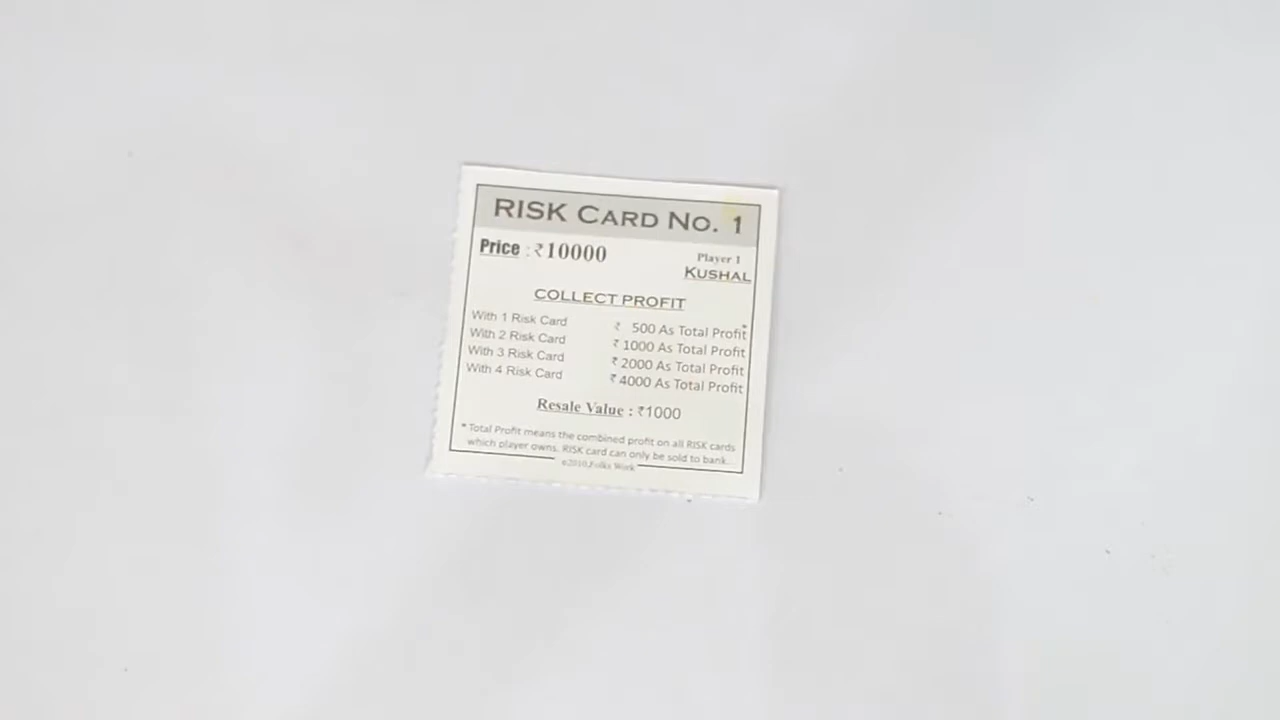 RISK CARD NO. 1
Price : ₹10000
Player 1
KUSHAL
COLLECT PROFIT
With 1 Risk Card ₹ 500 As Total Profit*
With 2 Risk Card ₹ 1000 As Total Profit
With 3 Risk Card ₹ 2000 As Total Profit
With 4 Risk Card ₹ 4000 As Total Profit
Resale Value : ₹1000
* Total Profit means the combined profit on all RISK cards
which player owns. RISK card can only be sold to bank.
©2010,Folks Work